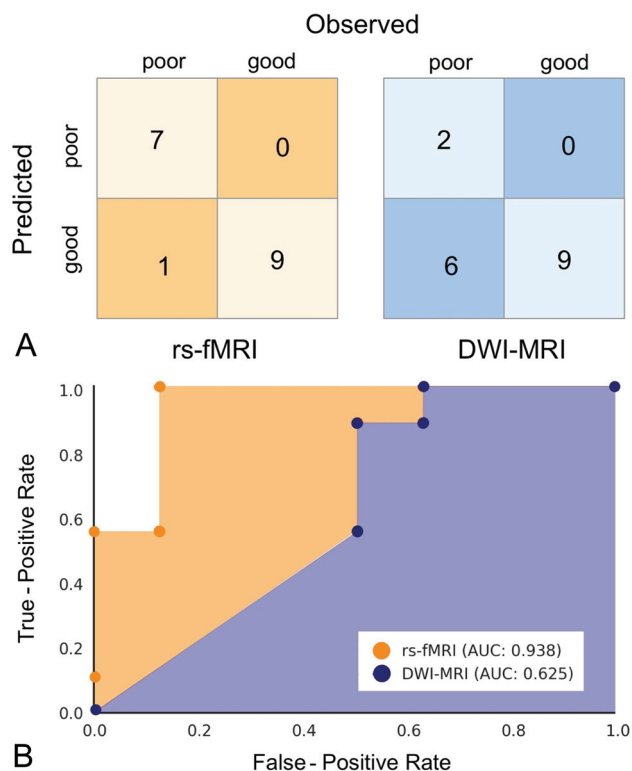 Observed
poor good poor good
Predicted
poor
7 0 2 0
good
1 9 6 9
A
rs-fMRI DWI-MRI
True - Positive Rate
1.0
0.8
0.6
0.4
0.2
0.0
rs-fMRI (AUC: 0.938)
DWI-MRI (AUC: 0.625)
0.0 0.2 0.4 0.6 0.8 1.0
B
False - Positive Rate